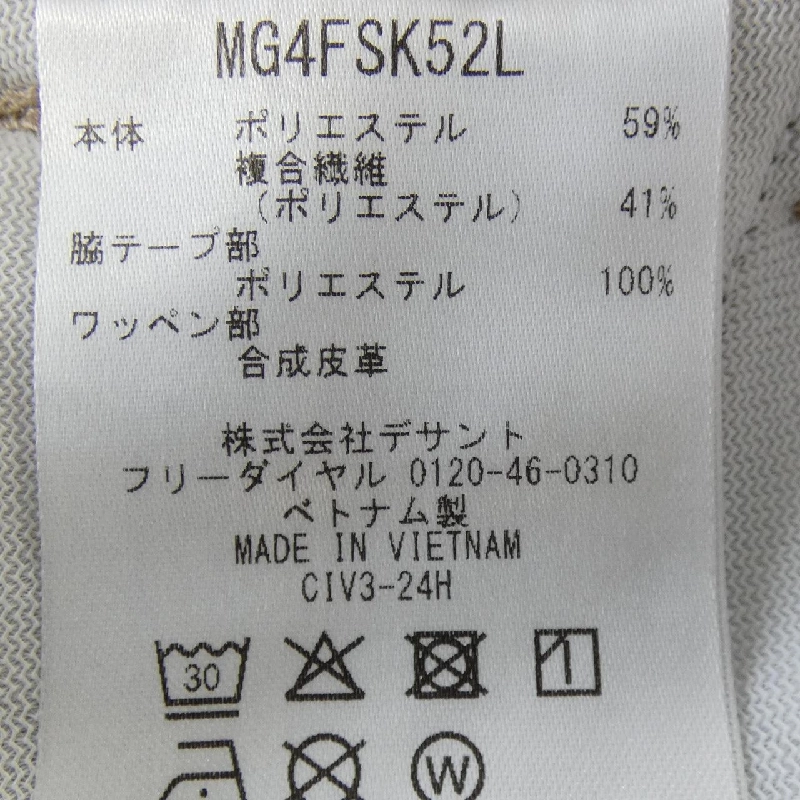 MG4FSK52L
本体 ポリエステル 59%
複合繊維
(ポリエステル) 41%
脇テープ部
ポリエステル 100%
ワッペン部
合成皮革
株式会社デサント
フリーダイヤル 0120-46-0310
ベトナム製
MADE IN VIETNAM
CIV3-24H
30
W